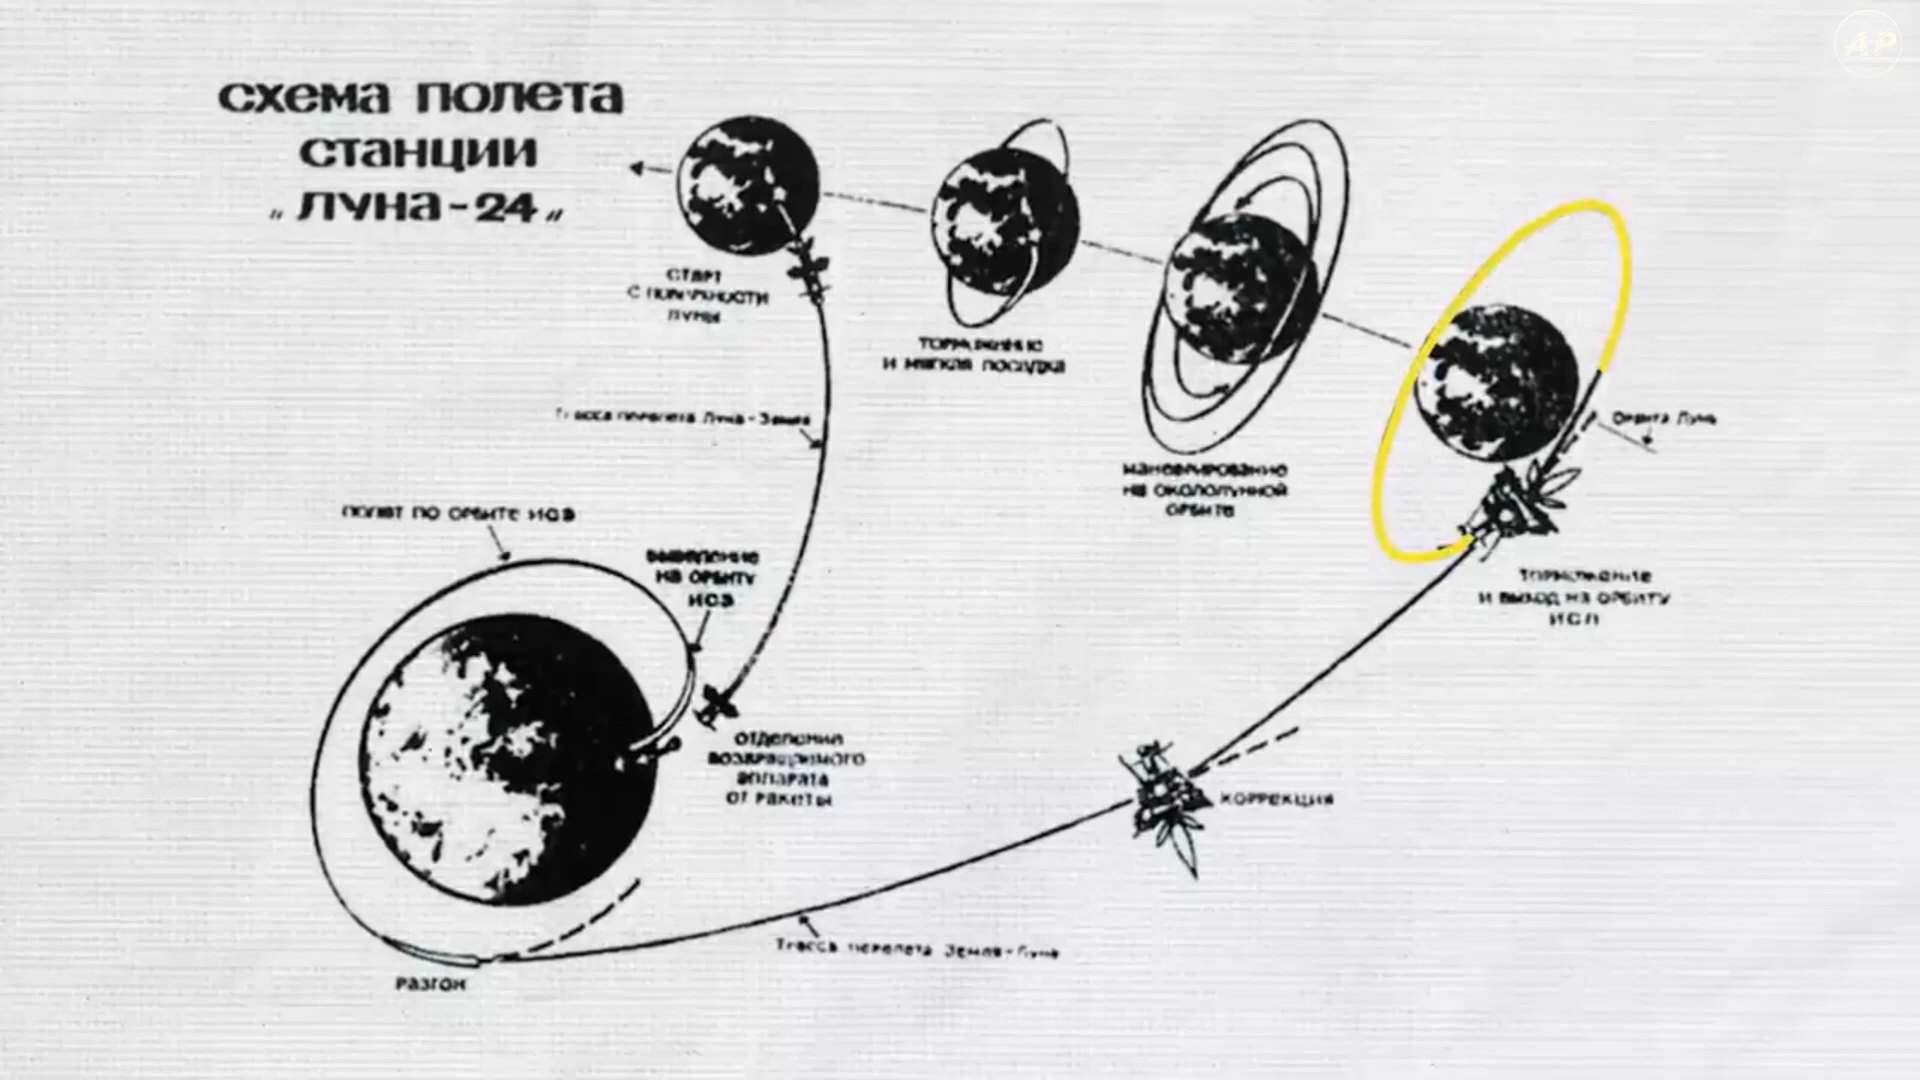 схема полета
станции
„Луна-24„
СТАРТ
С ПОВЕРХНОСТИ
ЛУНЫ
ТОРМОЖЕНИЕ
И МЯГКАЯ ПОСАДКА
МАНЕВРИРОВАНИЕ
НА ОКОЛОЛУННОЙ
ОРБИТЕ
Орбита Луны
ТОРМОЖЕНИЕ
И ВЫХОД НА ОРБИТУ
ИСЛ
Трасса перелета Луна-Земля
ПОЛЕТ ПО ОРБИТЕ ИСЗ
ВЫВЕДЕНИЕ
НА ОРБИТУ
ИСЗ
ОТДЕЛЕНИЕ
ВОЗВРАЩАЕМОГО
АППАРАТА
ОТ РАКЕТЫ
КОРРЕКЦИЯ
Трасса перелета Земля-Луна
РАЗГОН
AP